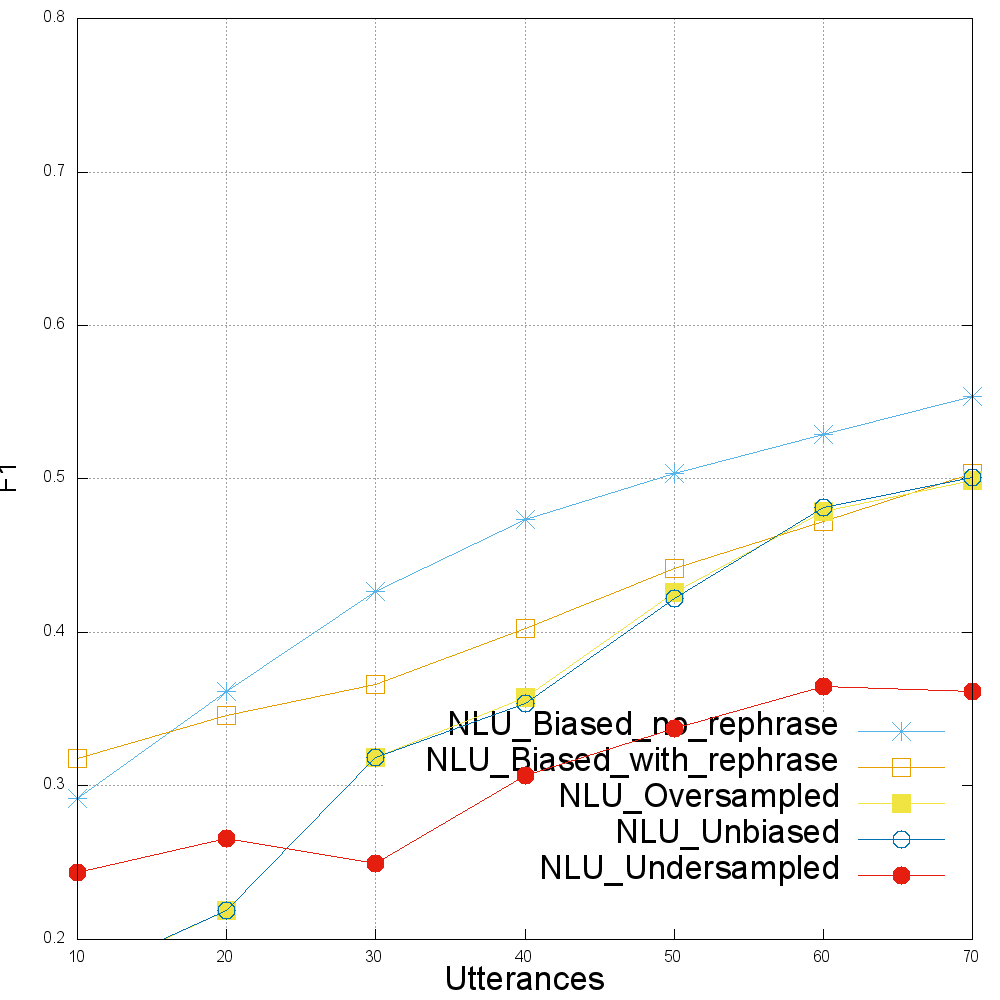 0.8
0.7
0.6
0.5
0.4
0.3
0.2
F1
NLU_Biased_no_rephrase
NLU_Biased_with_rephrase
NLU_Oversampled
NLU_Unbiased
NLU_Undersampled
10 20 30 40 50 60 70
Utterances